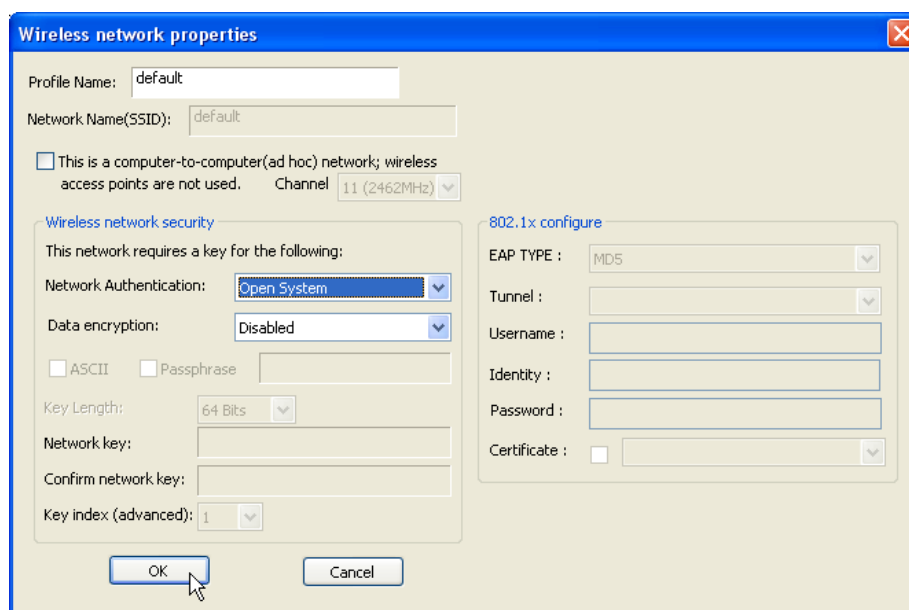 Wireless network properties
Profile Name: default
Network Name(SSID): default
This is a computer-to-computer(ad hoc) network; wireless
access points are not used. Channel 11 (2462MHz)
Wireless network security
This network requires a key for the following:
Network Authentication: Open System
Data encryption: Disabled
ASCII Passphrase
Key Length: 64 Bits
Network key:
Confirm network key:
Key index (advanced): 1
802.1x configure
EAP TYPE : MD5
Tunnel :
Username :
Identity :
Password :
Certificate :
OK Cancel